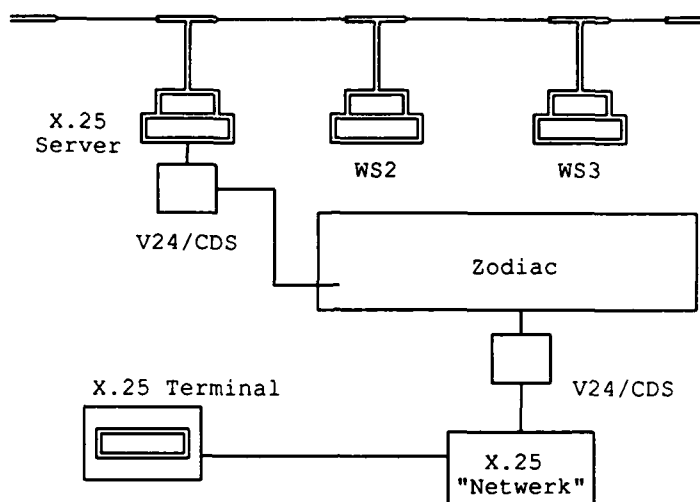 X.25
Server
WS2
WS3
V24/CDS
Zodiac
V24/CDS
X.25 Terminal
X.25
"Netwerk"